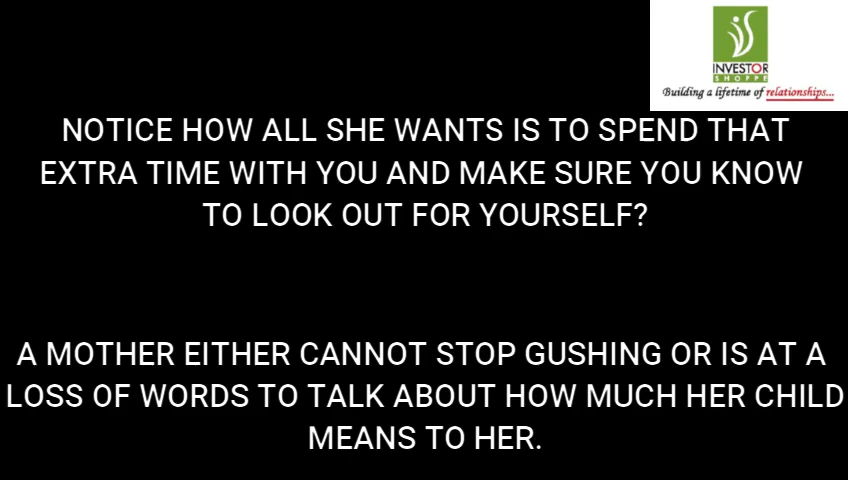 INVESTOR
SHOPPE
Building a lifetime of relationships...
NOTICE HOW ALL SHE WANTS IS TO SPEND THAT
EXTRA TIME WITH YOU AND MAKE SURE YOU KNOW
TO LOOK OUT FOR YOURSELF?
A MOTHER EITHER CANNOT STOP GUSHING OR IS AT A
LOSS OF WORDS TO TALK ABOUT HOW MUCH HER CHILD
MEANS TO HER.